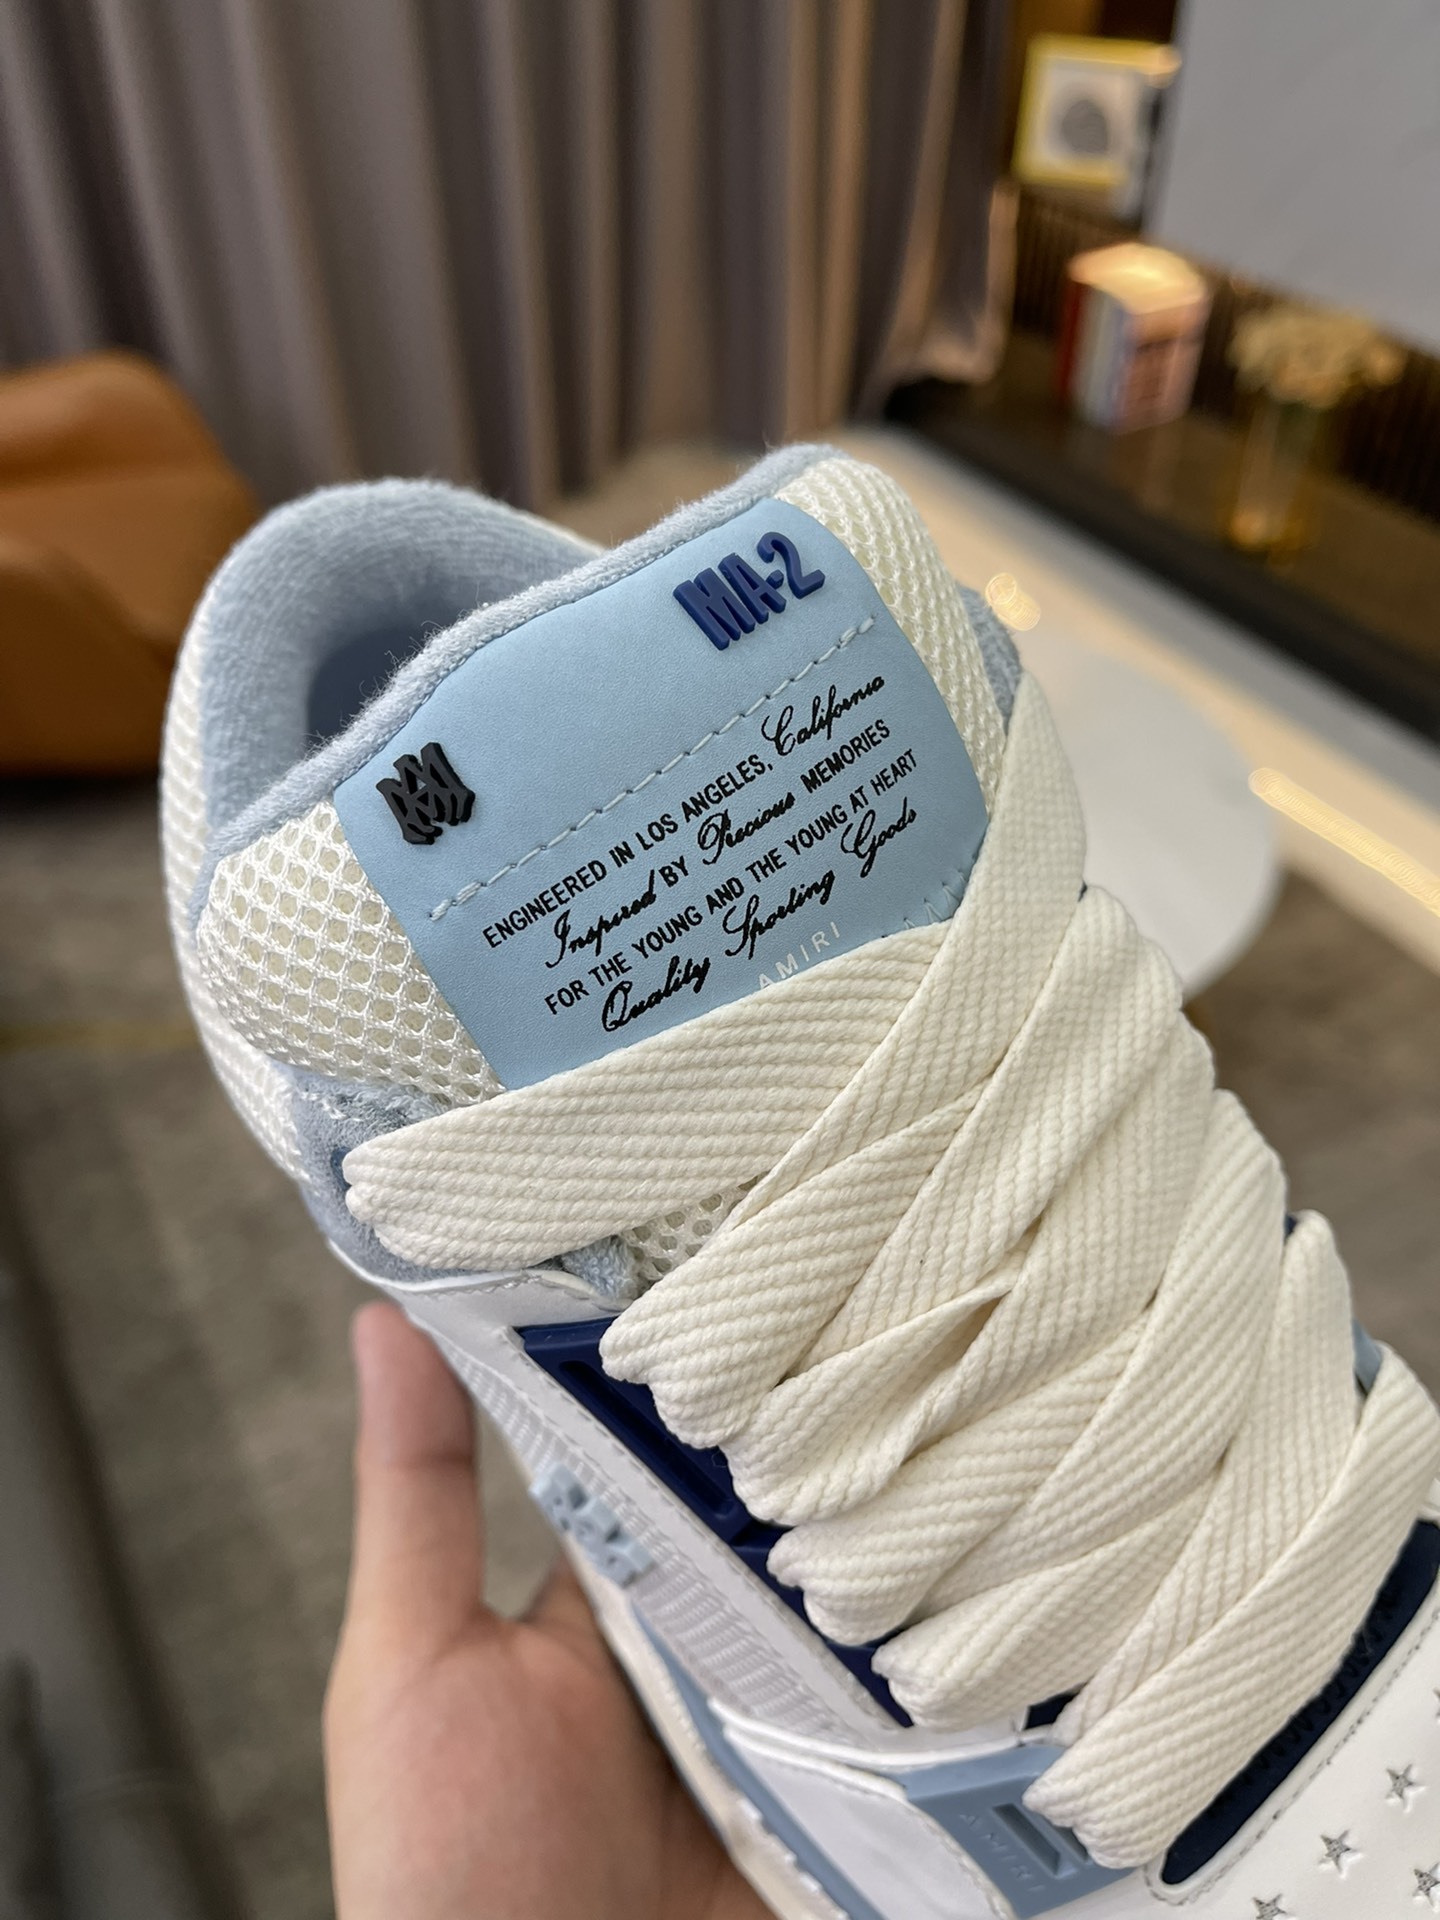 MA-2
ENGINEERED IN LOS ANGELES, California
Inspired BY Precious MEMORIES
FOR THE YOUNG AND THE YOUNG AT HEART
Quality Sporting Goods
AMIRI
AMIRI